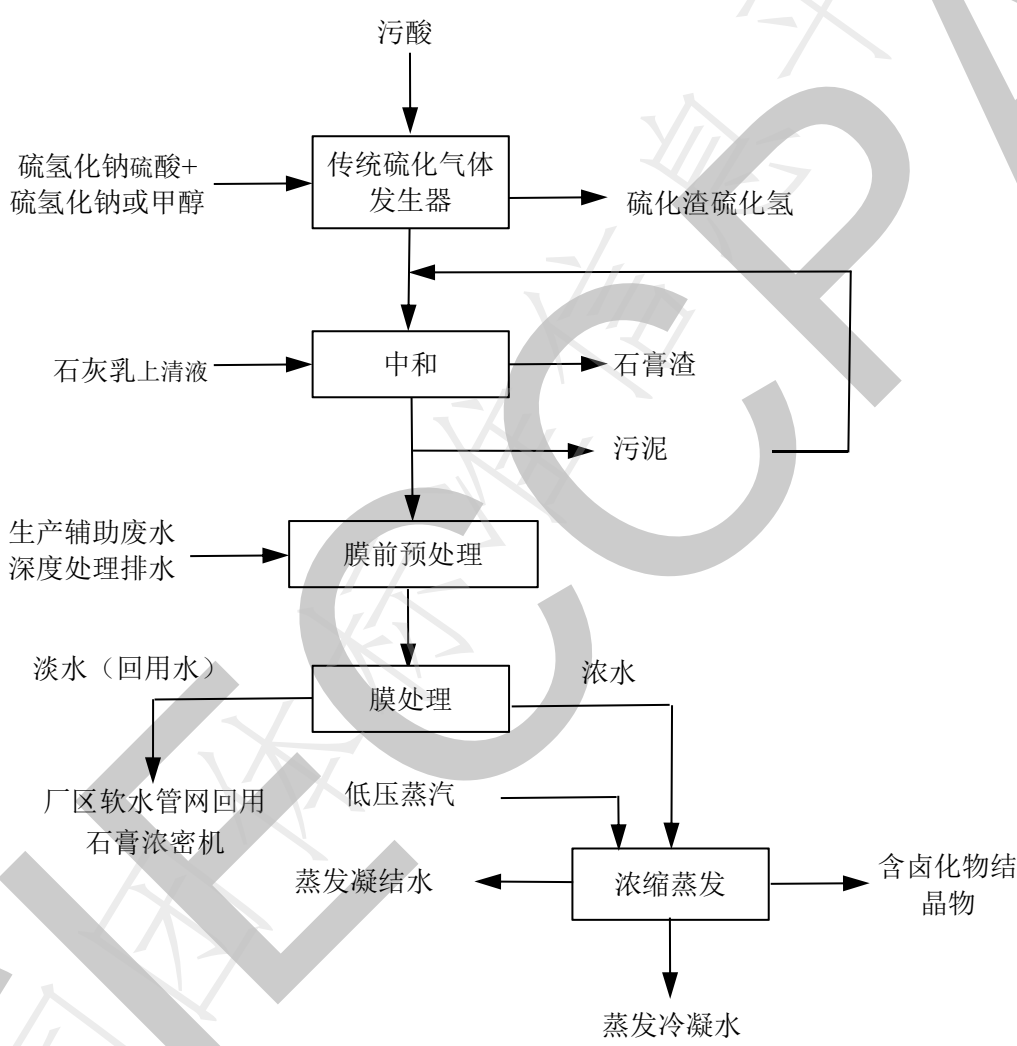 污酸
硫氢化钠硫酸+
硫氢化钠或甲醇
传统硫化气体
发生器
硫化渣硫化氢
石灰乳上清液
中和
石膏渣
污泥
生产辅助废水
深度处理排水
膜前预处理
淡水（回用水）
膜处理
浓水
厂区软水管网回用
石膏浓密机
低压蒸汽
蒸发凝结水
浓缩蒸发
含卤化物结
晶物
蒸发冷凝水